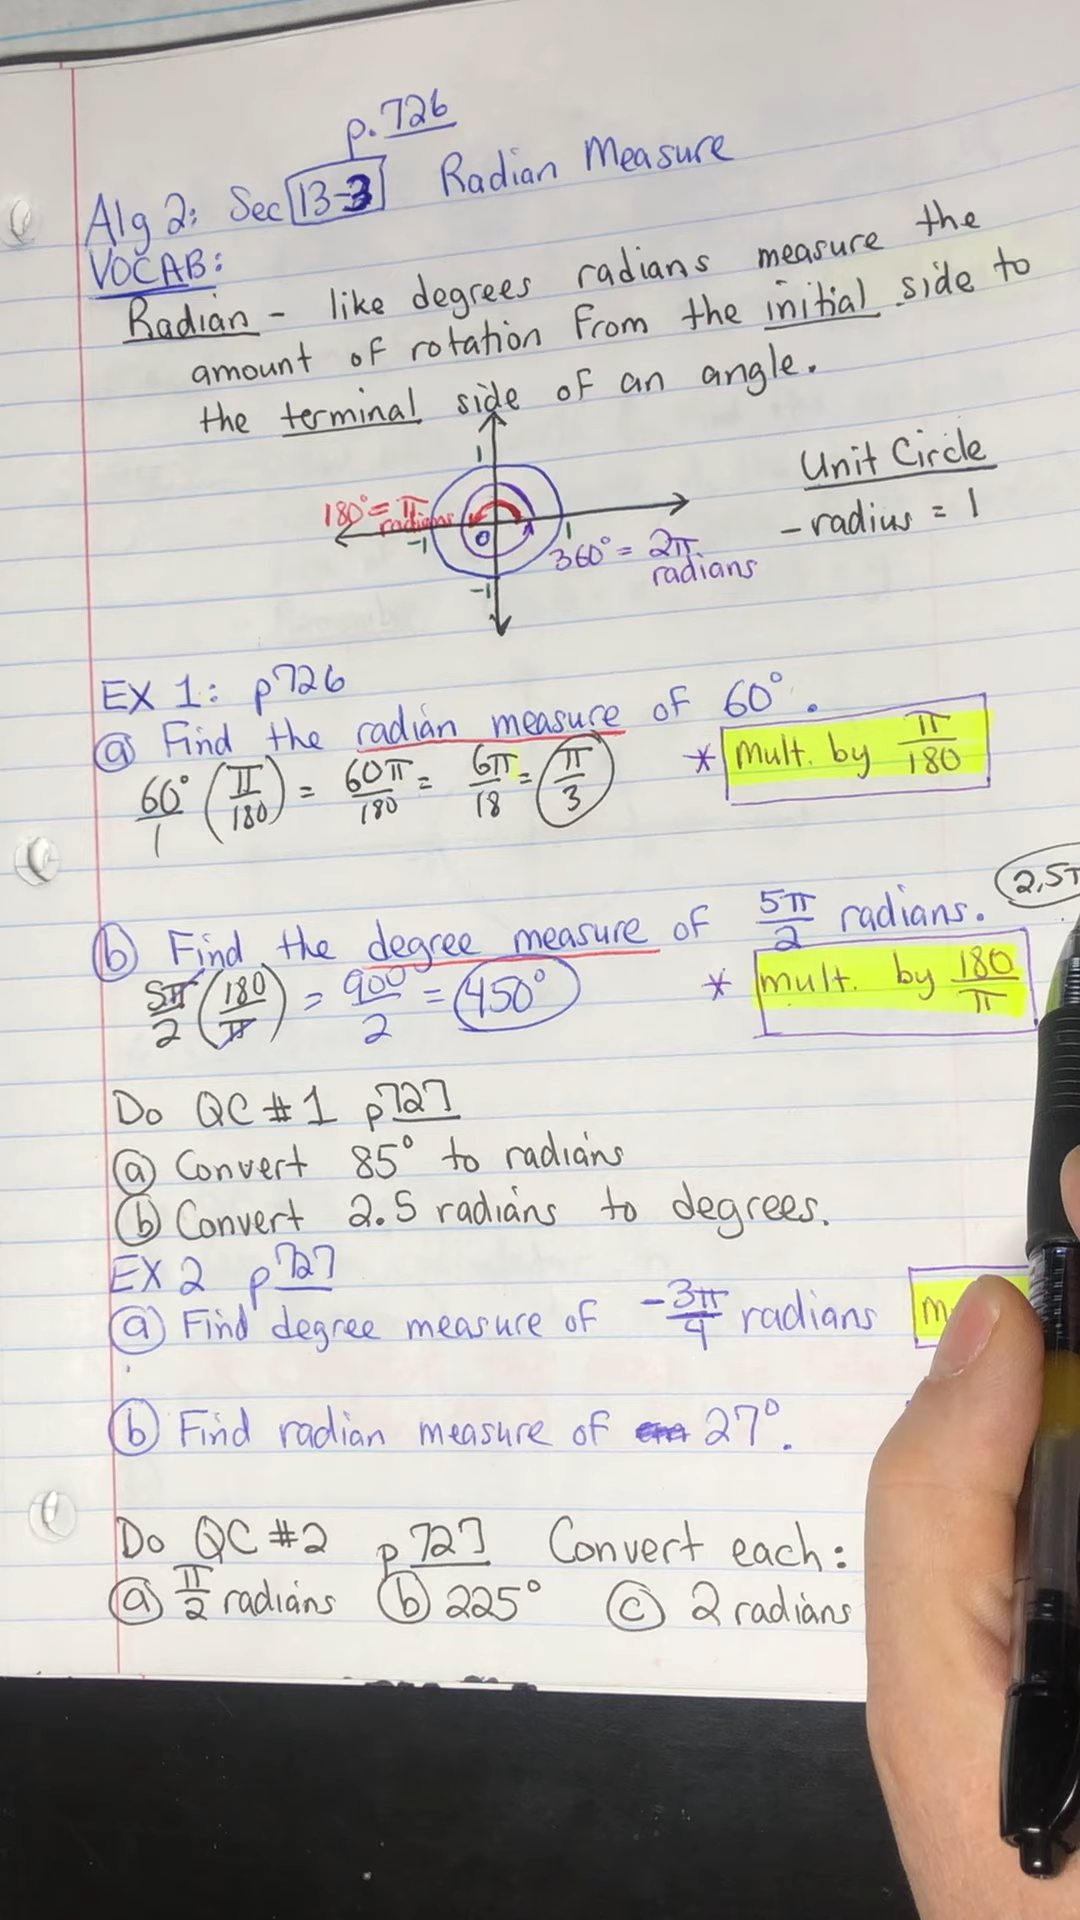 p. 726
Alg 2: Sec 13-3 Radian Measure
VOCAB:
Radian - like degrees radians measure the
amount of rotation from the initial side to
the terminal side of an angle.
1
180° = π
radians
-1
0
1
360° = 2π
radians
-1
Unit Circle
- radius = 1
EX 1: p726
ⓐ Find the radian measure of 60°.
60°/1 (π/180) = 60π/180 = 6π/18 = π/3
* mult. by π/180
ⓑ Find the degree measure of 5π/2 radians.
2.5π
5π/2 (180/π) = 900/2 = 450°
* mult. by 180/π
Do QC #1 p727
ⓐ Convert 85° to radians
ⓑ Convert 2.5 radians to degrees.
EX 2 p727
ⓐ Find degree measure of -3π/4 radians
ⓑ Find radian measure of 27°.
Do QC #2 p727 Convert each:
ⓐ π/2 radians ⓑ 225° ⓒ 2 radians